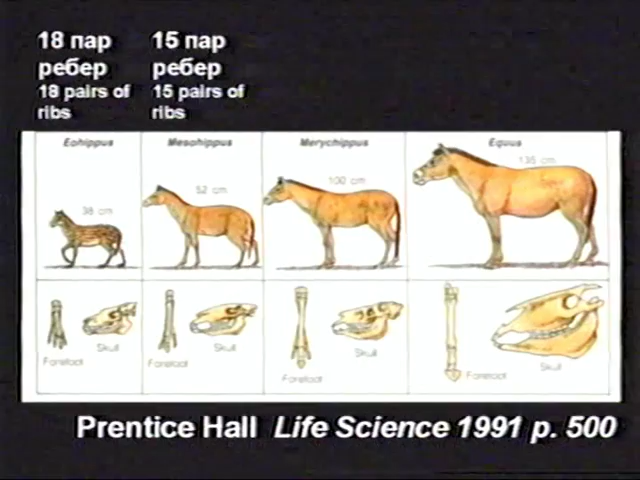 18 пар
ребер
18 pairs of
ribs
15 пар
ребер
15 pairs of
ribs
Eohippus
Mesohippus
Merychippus
Equus
38 cm
52 cm
100 cm
135 cm
Forefoot
Skull
Forefoot
Skull
Forefoot
Skull
Forefoot
Skull
Prentice Hall Life Science 1991 p. 500